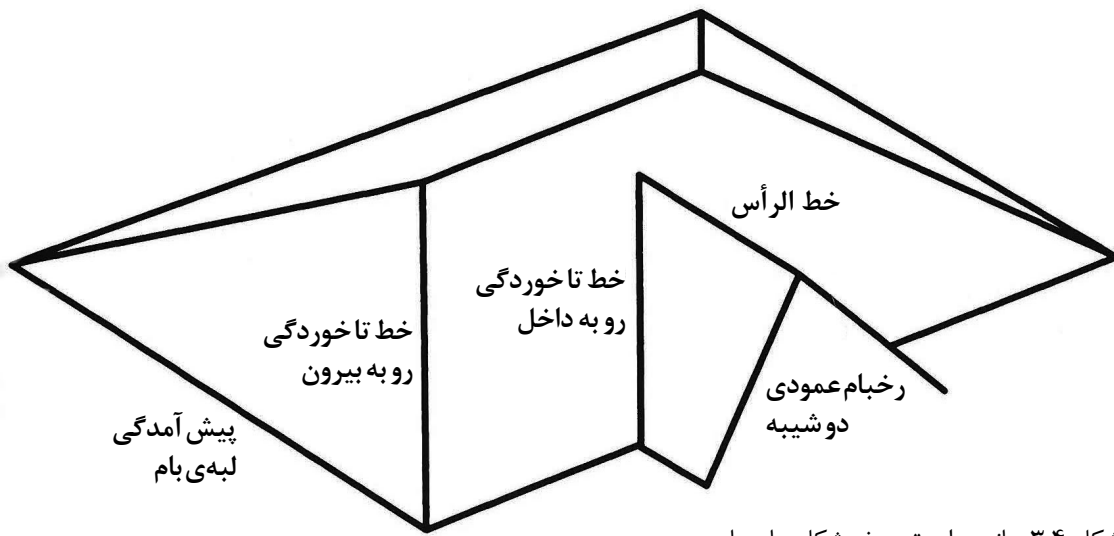 خط الرأس
خط تا خوردگی
رو به داخل
خط تا خوردگی
رو به بیرون
رخبام عمودی
دو شیبه
پیش آمدگی
لبه‌ی بام